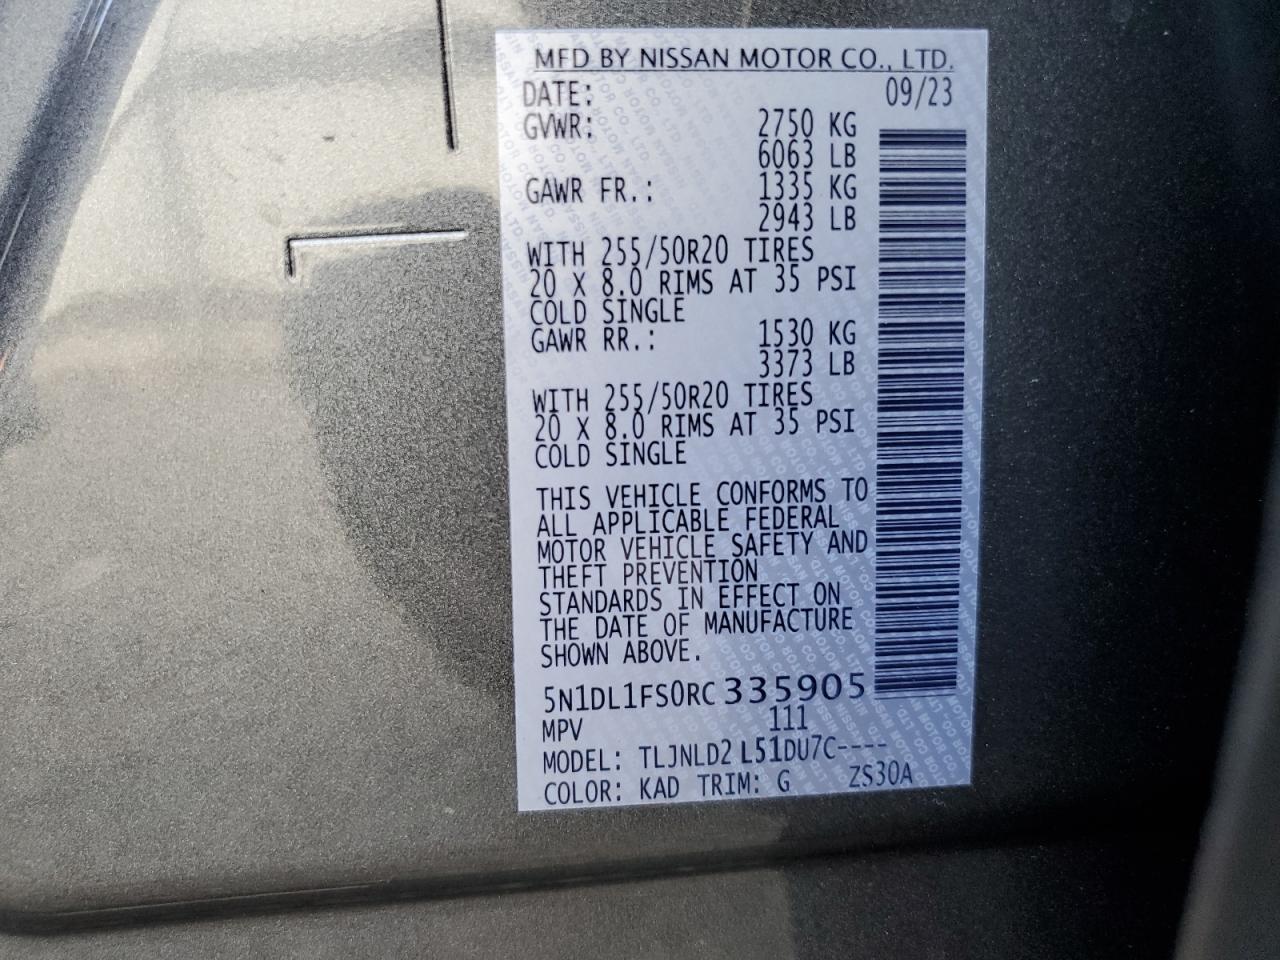 MFD BY NISSAN MOTOR CO., LTD.
DATE: 09/23
GVWR: 2750 KG
6063 LB
GAWR FR.: 1335 KG
2943 LB
WITH 255/50R20 TIRES
20 X 8.0 RIMS AT 35 PSI
COLD SINGLE
GAWR RR.: 1530 KG
3373 LB
WITH 255/50R20 TIRES
20 X 8.0 RIMS AT 35 PSI
COLD SINGLE
THIS VEHICLE CONFORMS TO
ALL APPLICABLE FEDERAL
MOTOR VEHICLE SAFETY AND
THEFT PREVENTION
STANDARDS IN EFFECT ON
THE DATE OF MANUFACTURE
SHOWN ABOVE.
5N1DL1FS0RC335905
MPV 111
MODEL: TLJNLD2 L51DU7C----
COLOR: KAD TRIM: G ZS30A